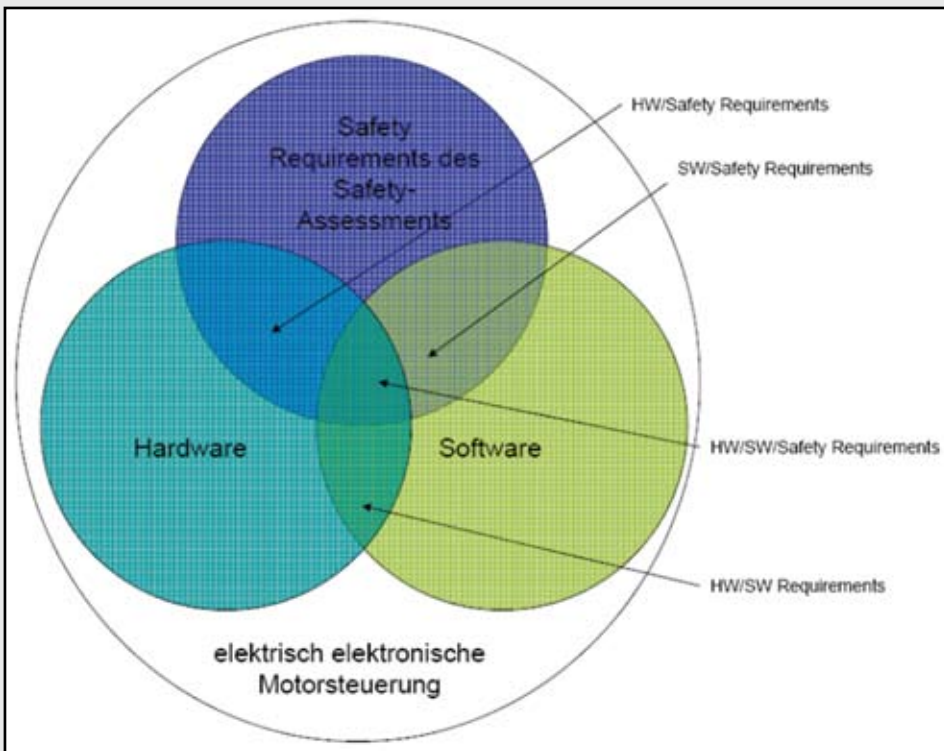 Safety
Requirements des
Safety-
Assessments
HW/Safety Requirements
SW/Safety Requirements
Hardware
Software
HW/SW/Safety Requirements
HW/SW Requirements
elektrisch elektronische
Motorsteuerung